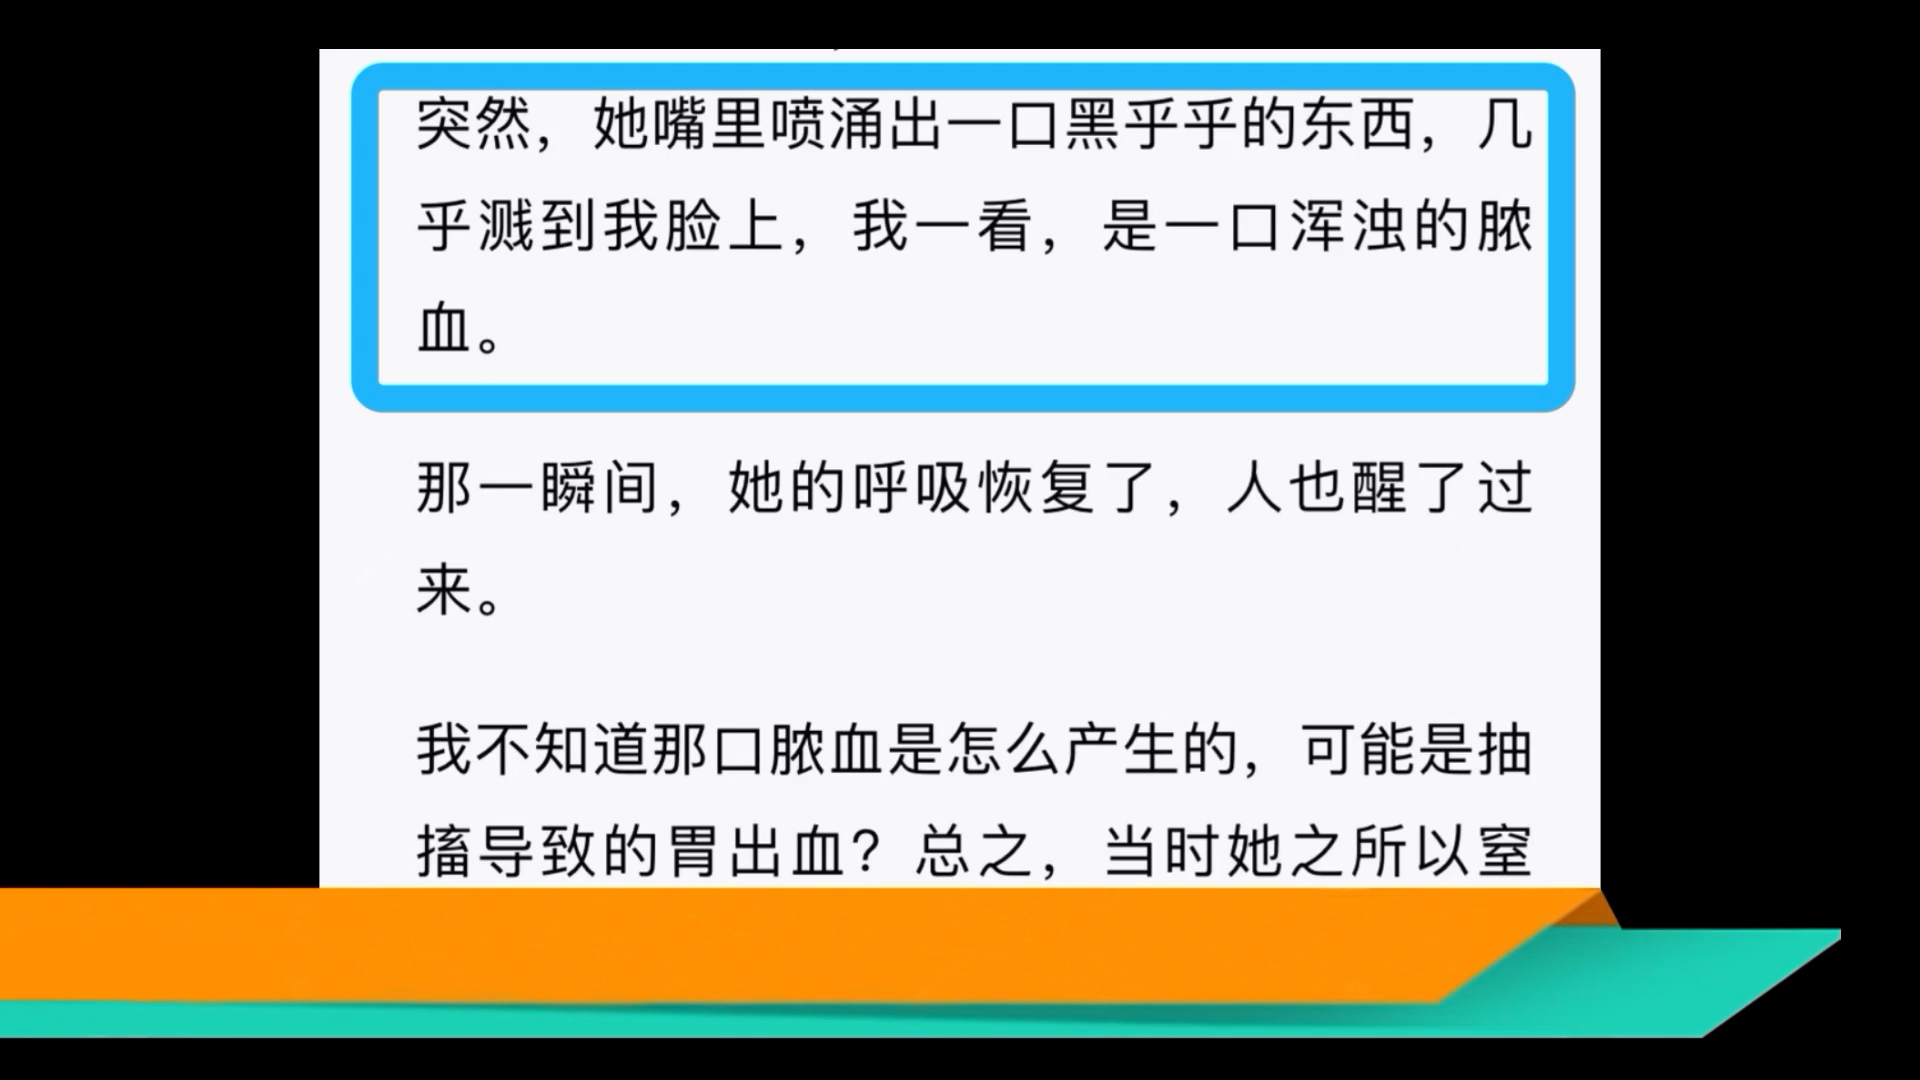 突然，她嘴里喷涌出一口黑乎乎的东西，几
乎溅到我脸上，我一看，是一口浑浊的脓
血。
那一瞬间，她的呼吸恢复了，人也醒了过
来。
我不知道那口脓血是怎么产生的，可能是抽
搐导致的胃出血？总之，当时她之所以窒